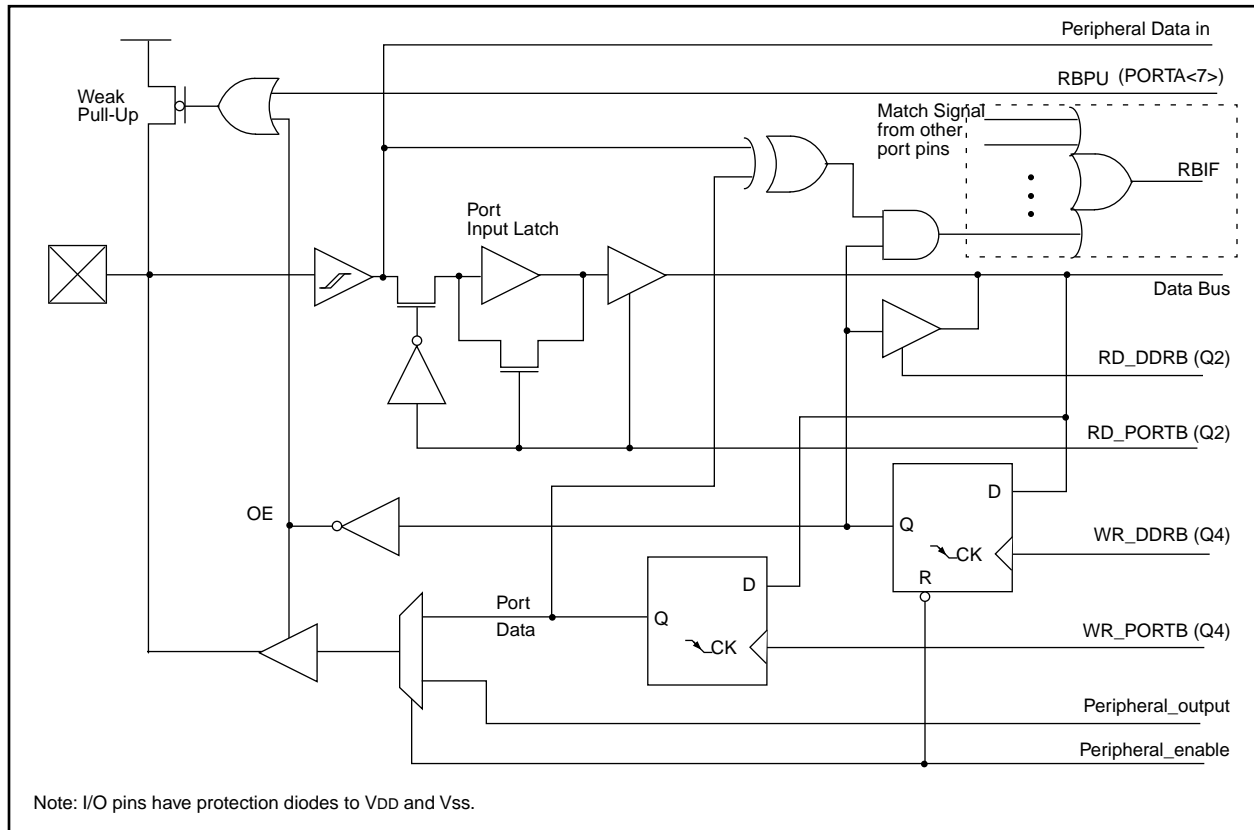 Peripheral Data in
RBPU (PORTA<7>)
Weak
Pull-Up
Match Signal
from other
port pins
RBIF
Port
Input Latch
Data Bus
RD_DDRB (Q2)
RD_PORTB (Q2)
D
OE
Q
WR_DDRB (Q4)
CK
R
D
Port
Data
Q
WR_PORTB (Q4)
CK
Peripheral_output
Peripheral_enable
Note: I/O pins have protection diodes to VDD and Vss.